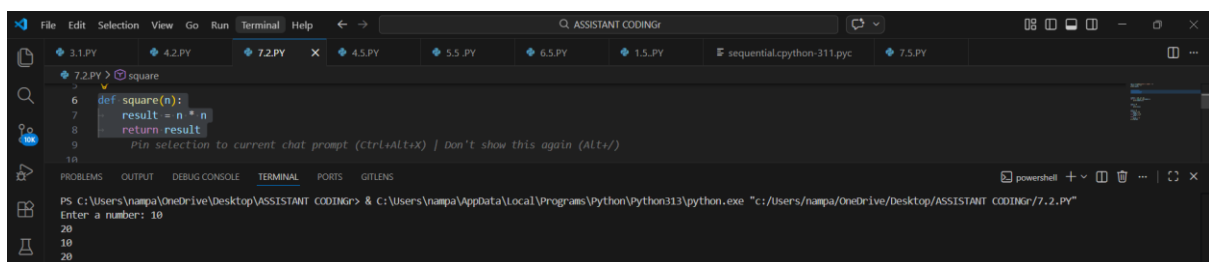 File Edit Selection View Go Run Terminal Help ← → ASSISTANT CODINGr
3.1.PY 4.2.PY 7.2.PY × 4.5.PY 5.5 .PY 6.5.PY 1.5..PY sequential.cpython-311.pyc 7.5.PY
7.2.PY > square
5
6 def square(n):
7 result = n * n
8 return result
9 Pin selection to current chat prompt (Ctrl+Alt+X) | Don't show this again (Alt+/)
10
10K
PROBLEMS OUTPUT DEBUG CONSOLE TERMINAL PORTS GITLENS powershell
PS C:\Users\nampa\OneDrive\Desktop\ASSISTANT CODINGr> & C:\Users\nampa\AppData\Local\Programs\Python\Python313\python.exe "c:/Users/nampa/OneDrive/Desktop/ASSISTANT CODINGr/7.2.PY"
Enter a number: 10
20
10
20